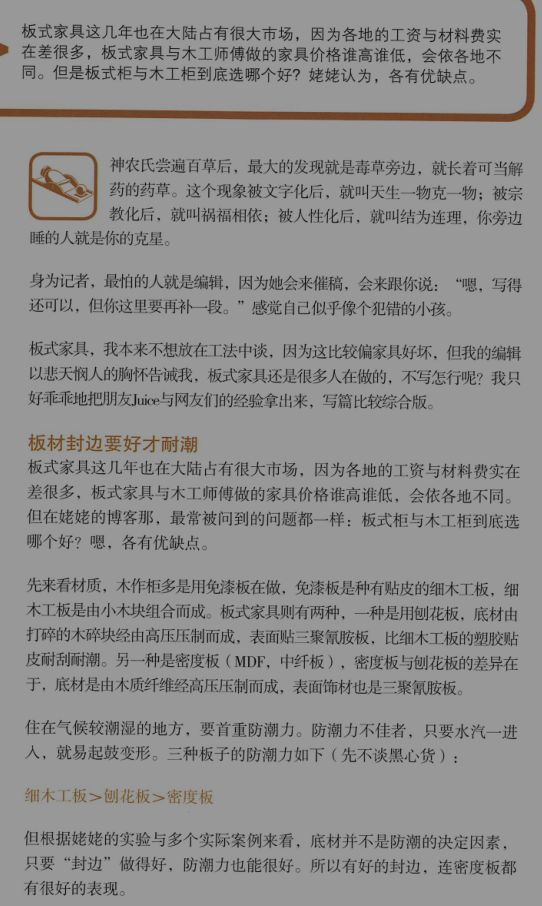 板式家具这几年也在大陆占有很大市场，因为各地的工资与材料费实
在差很多，板式家具与木工师傅做的家具价格谁高谁低，会依各地不
同。但是板式柜与木工柜到底选哪个好？姥姥认为，各有优缺点。
神农氏尝遍百草后，最大的发现就是毒草旁边，就长着可当解
药的药草。这个现象被文字化后，就叫天生一物克一物；被宗
教化后，就叫祸福相依；被人性化后，就叫结为连理，你旁边
睡的人就是你的克星。
身为记者，最怕的人就是编辑，因为她会来催稿，会来跟你说：“嗯，写得
还可以，但你这里要再补一段。”感觉自己似乎像个犯错的小孩。
板式家具，我本来不想放在工法中谈，因为这比较偏家具好坏，但我的编辑
以悲天悯人的胸怀告诫我，板式家具还是很多人在做的，不写怎行呢？我只
好乖乖地把朋友Juice与网友们的经验拿出来，写篇比较综合版。
板材封边要好才耐潮
板式家具这几年也在大陆占有很大市场，因为各地的工资与材料费实在
差很多，板式家具与木工师傅做的家具价格谁高谁低，会依各地不同。
但在姥姥的博客那，最常被问到的问题都一样：板式柜与木工柜到底选
哪个好？嗯，各有优缺点。
先来看材质，木作柜多是用免漆板在做，免漆板是种有贴皮的细木工板，细
木工板是由小木块组合而成。板式家具则有两种，一种是用刨花板，底材由
打碎的木碎块经由高压压制而成，表面贴三聚氰胺板，比细木工板的塑胶贴
皮耐刮耐潮。另一种是密度板（MDF，中纤板），密度板与刨花板的差异在
于，底材是由木质纤维经高压压制而成，表面饰材也是三聚氰胺板。
住在气候较潮湿的地方，要首重防潮力。防潮力不佳者，只要水汽一进
入，就易起鼓变形。三种板子的防潮力如下（先不谈黑心货）：
细木工板＞刨花板＞密度板
但根据姥姥的实验与多个实际案例来看，底材并不是防潮的决定因素，
只要“封边”做得好，防潮力也能很好。所以有好的封边，连密度板都
有很好的表现。